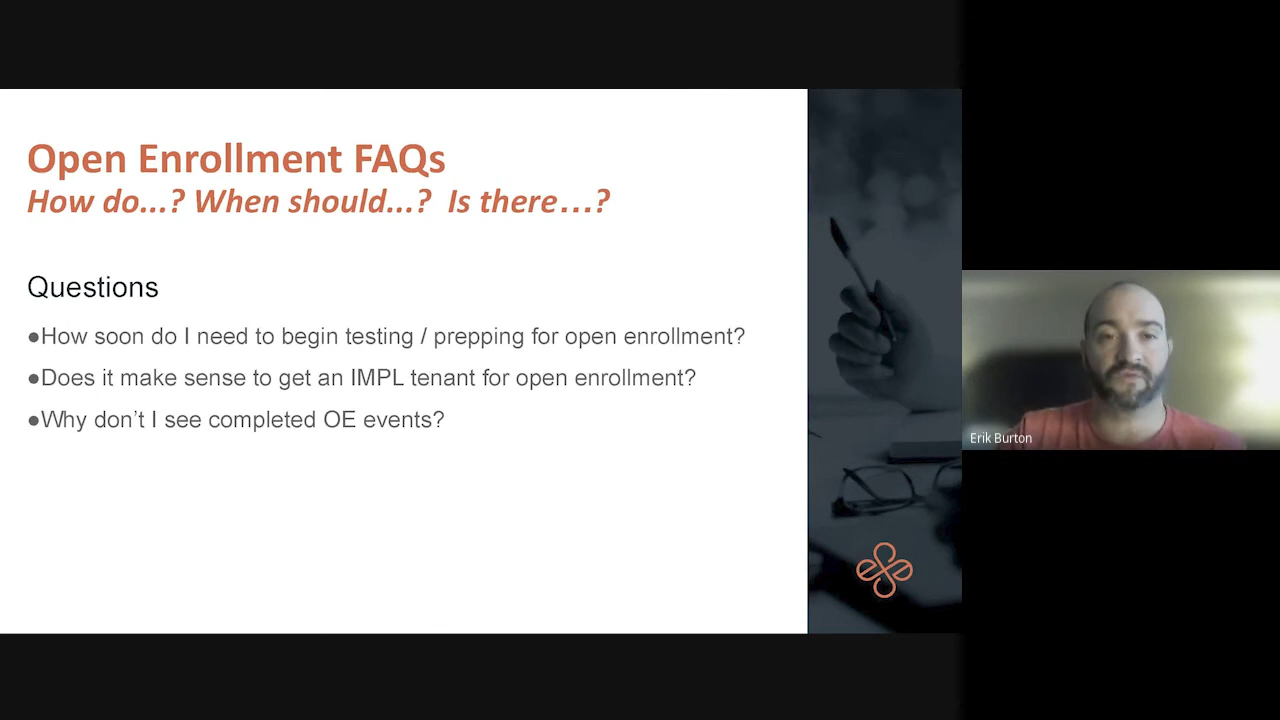 Open Enrollment FAQs
How do...? When should...?  Is there...?
Questions
●How soon do I need to begin testing / prepping for open enrollment?
●Does it make sense to get an IMPL tenant for open enrollment?
●Why don’t I see completed OE events?
Erik Burton